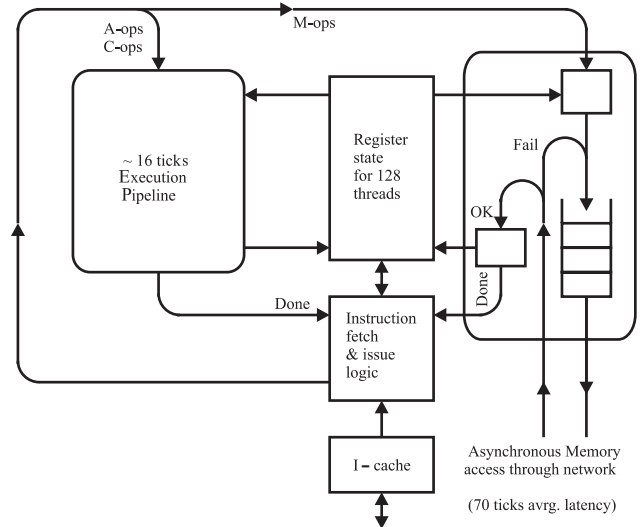 M-ops
A-ops
C-ops
~ 16 ticks
Execution
Pipeline
Register
state
for 128
threads
Fail
OK
Done
Done
Instruction
fetch
& issue
logic
I - cache
Asynchronous Memory
access through network
(70 ticks avrg. latency)